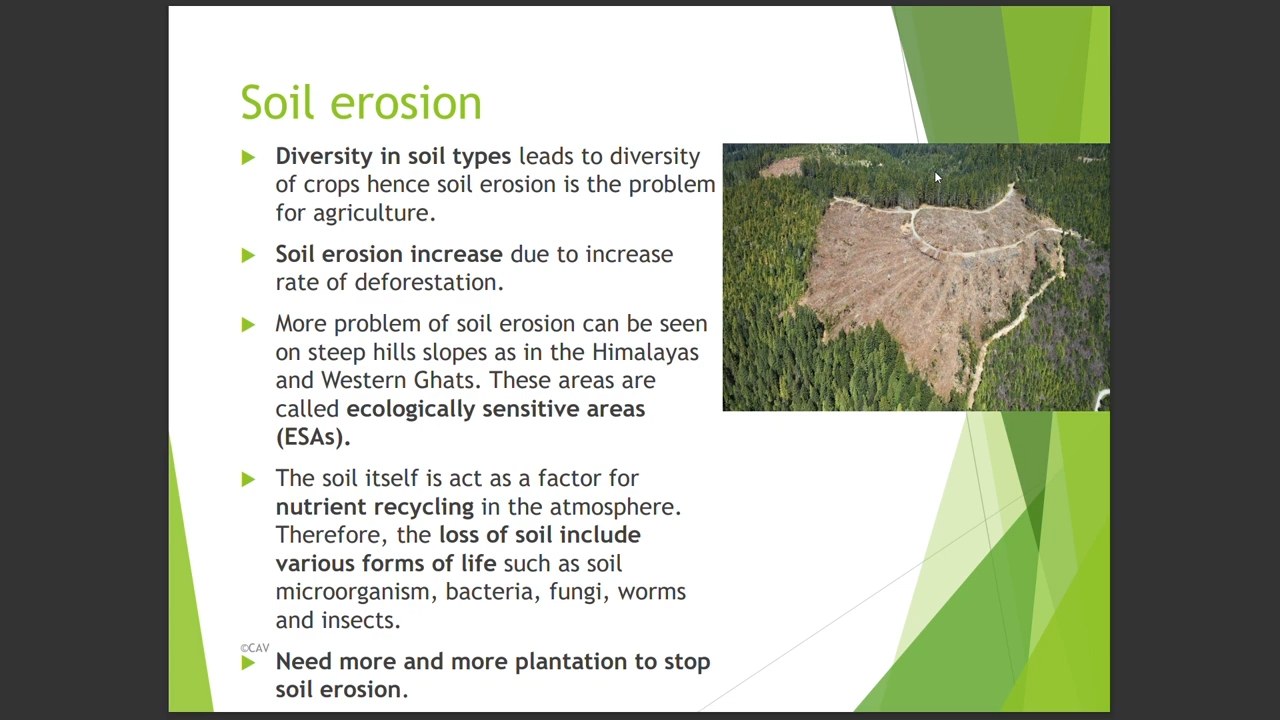 Soil erosion
Diversity in soil types leads to diversity
of crops hence soil erosion is the problem
for agriculture.
Soil erosion increase due to increase
rate of deforestation.
More problem of soil erosion can be seen
on steep hills slopes as in the Himalayas
and Western Ghats. These areas are
called ecologically sensitive areas
(ESAs).
The soil itself is act as a factor for
nutrient recycling in the atmosphere.
Therefore, the loss of soil include
various forms of life such as soil
microorganism, bacteria, fungi, worms
and insects.
©CAV
Need more and more plantation to stop
soil erosion.